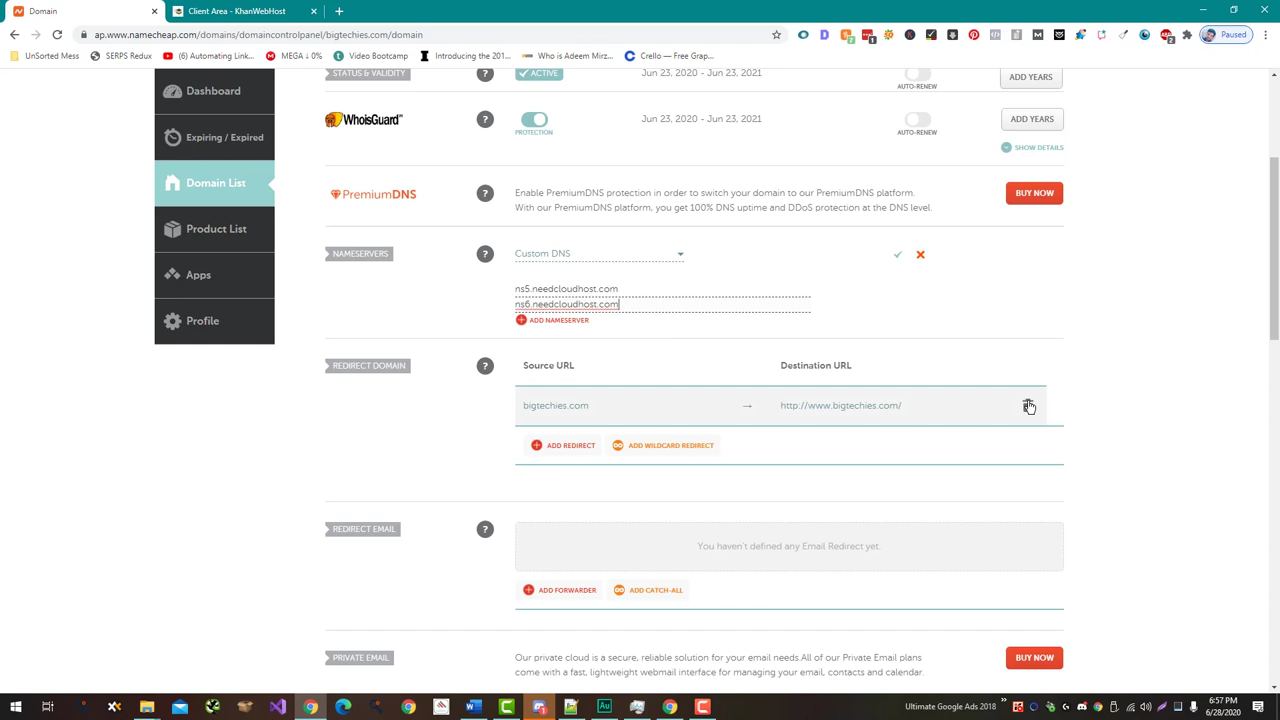 Domain
Client Area - KhanWebHost
ap.www.namecheap.com/domains/domaincontrolpanel/bigtechies.com/domain
Paused
UnSorted Mess
SERPS Redux
(6) Automating Link...
MEGA ↓ 0%
Video Bootcamp
Introducing the 201...
Who is Adeem Mirz...
Crello — Free Grap...
Dashboard
Expiring / Expired
Domain List
Product List
Apps
Profile
STATUS & VALIDITY
?
ACTIVE
Jun 23, 2020 - Jun 23, 2021
AUTO-RENEW
ADD YEARS
WhoisGuard
?
PROTECTION
Jun 23, 2020 - Jun 23, 2021
AUTO-RENEW
ADD YEARS
SHOW DETAILS
PremiumDNS
?
Enable PremiumDNS protection in order to switch your domain to our PremiumDNS platform.
With our PremiumDNS platform, you get 100% DNS uptime and DDoS protection at the DNS level.
BUY NOW
NAMESERVERS
?
Custom DNS
ns5.needcloudhost.com
ns6.needcloudhost.com
ADD NAMESERVER
REDIRECT DOMAIN
?
Source URL
Destination URL
bigtechies.com
→
http://www.bigtechies.com/
ADD REDIRECT
ADD WILDCARD REDIRECT
REDIRECT EMAIL
?
You haven't defined any Email Redirect yet.
ADD FORWARDER
ADD CATCH-ALL
PRIVATE EMAIL
?
Our private cloud is a secure, reliable solution for your email needs.All of our Private Email plans
come with a fast, lightweight webmail interface for managing your email, contacts and calendar.
BUY NOW
Ultimate Google Ads 2018
6:57 PM
6/28/2020